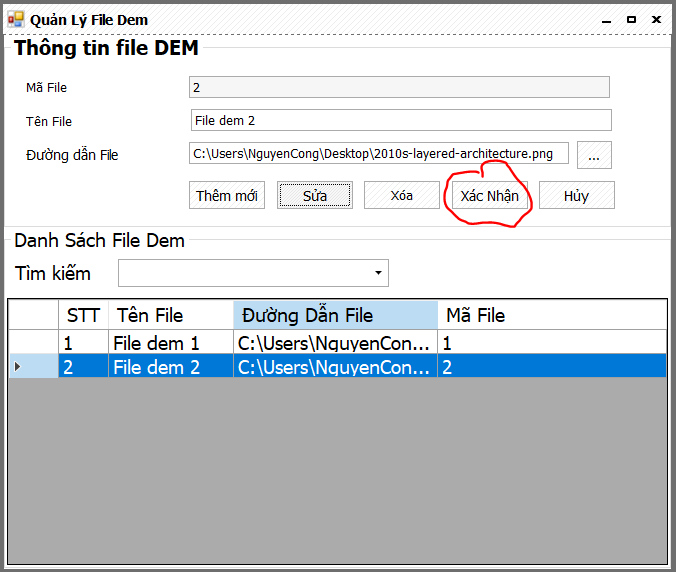 Quản Lý File Dem
Thông tin file DEM
Mã File
2
Tên File
File dem 2
Đường dẫn File
C:\Users\NguyenCong\Desktop\2010s-layered-architecture.png
...
Thêm mới Sửa Xóa Xác Nhận Hủy
Danh Sách File Dem
Tìm kiếm
STT Tên File Đường Dẫn File Mã File
1 File dem 1 C:\Users\NguyenCon... 1
2 File dem 2 C:\Users\NguyenCon... 2